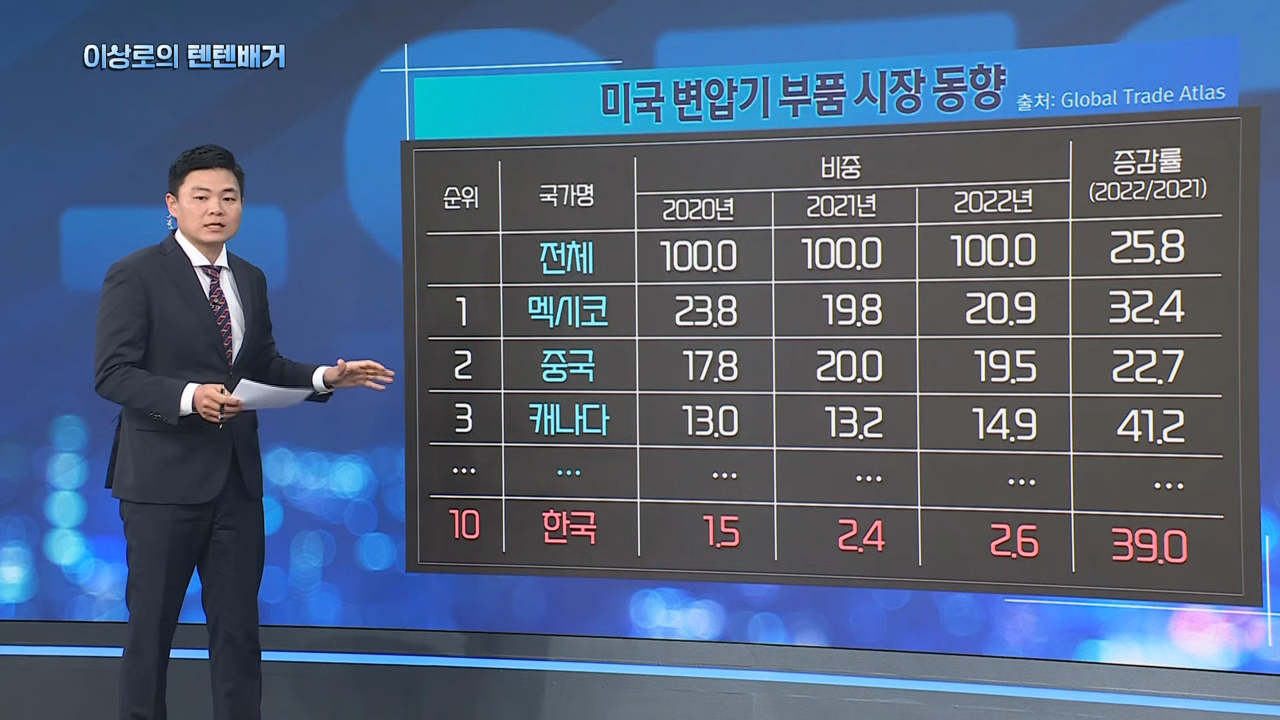 이상로의 텐텐배거
미국 변압기 부품 시장 동향 출처: Global Trade Atlas
순위 국가명 비중 증감률 (2022/2021)
2020년 2021년 2022년
전체 100.0 100.0 100.0 25.8
1 멕시코 23.8 19.8 20.9 32.4
2 중국 17.8 20.0 19.5 22.7
3 캐나다 13.0 13.2 14.9 41.2
... ... ... ... ... ...
10 한국 1.5 2.4 2.6 39.0